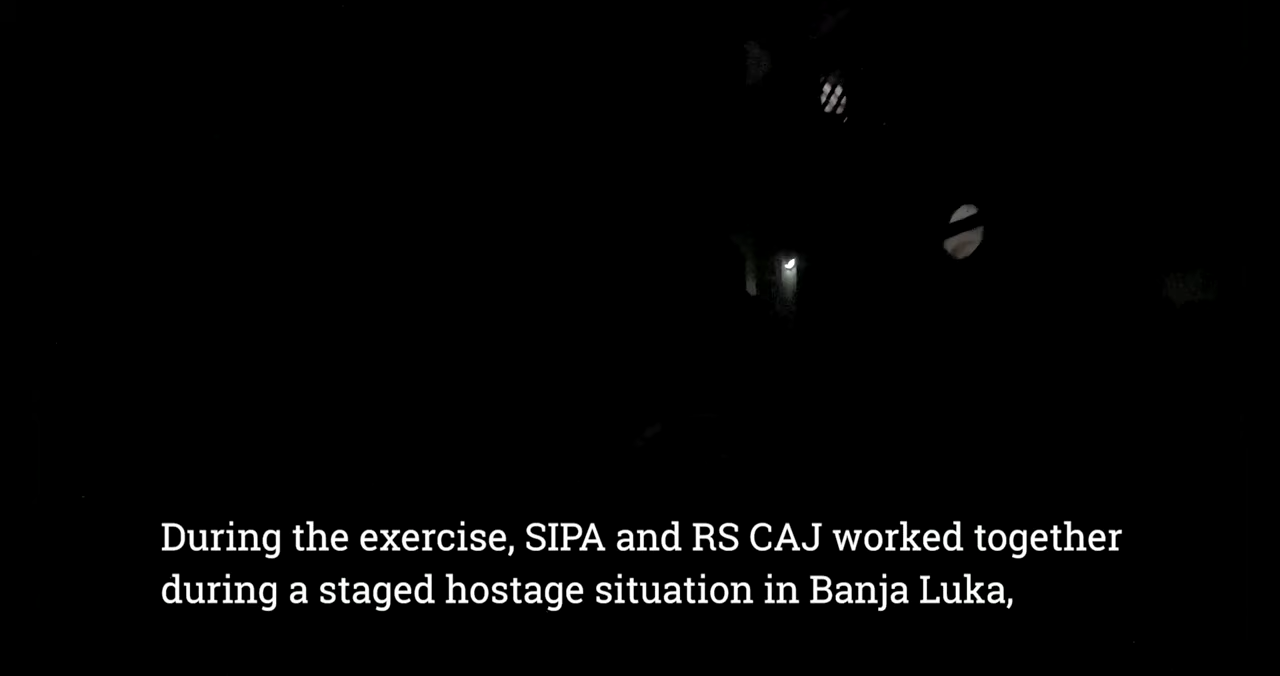 During the exercise, SIPA and RS CAJ worked together
during a staged hostage situation in Banja Luka,